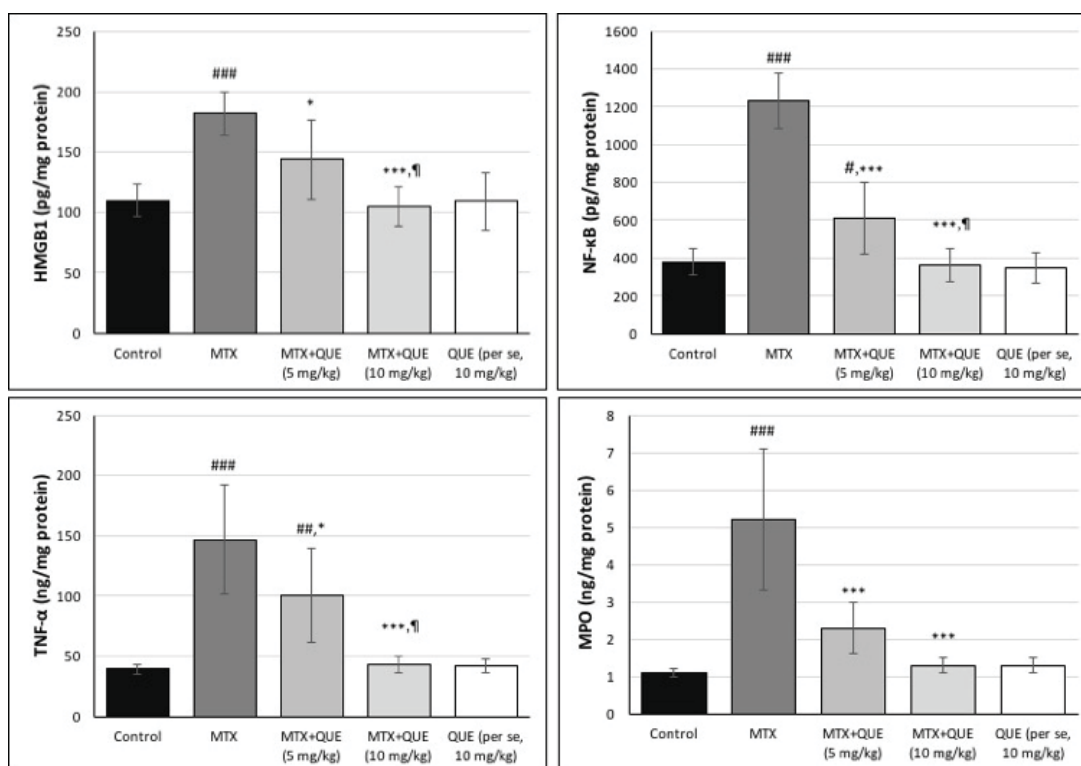 HMGB1 (pg/mg protein)
250
200
150
100
50
0
###
*
***,¶
Control
MTX
MTX+QUE
(5 mg/kg)
MTX+QUE
(10 mg/kg)
QUE (per se,
10 mg/kg)
NF-κB (pg/mg protein)
1600
1400
1200
1000
800
600
400
200
0
###
#,***
***,¶
Control
MTX
MTX+QUE
(5 mg/kg)
MTX+QUE
(10 mg/kg)
QUE (per se,
10 mg/kg)
TNF-α (ng/mg protein)
250
200
150
100
50
0
###
##,*
***,¶
Control
MTX
MTX+QUE
(5 mg/kg)
MTX+QUE
(10 mg/kg)
QUE (per se,
10 mg/kg)
MPO (ng/mg protein)
8
7
6
5
4
3
2
1
0
###
***
***
Control
MTX
MTX+QUE
(5 mg/kg)
MTX+QUE
(10 mg/kg)
QUE (per se,
10 mg/kg)